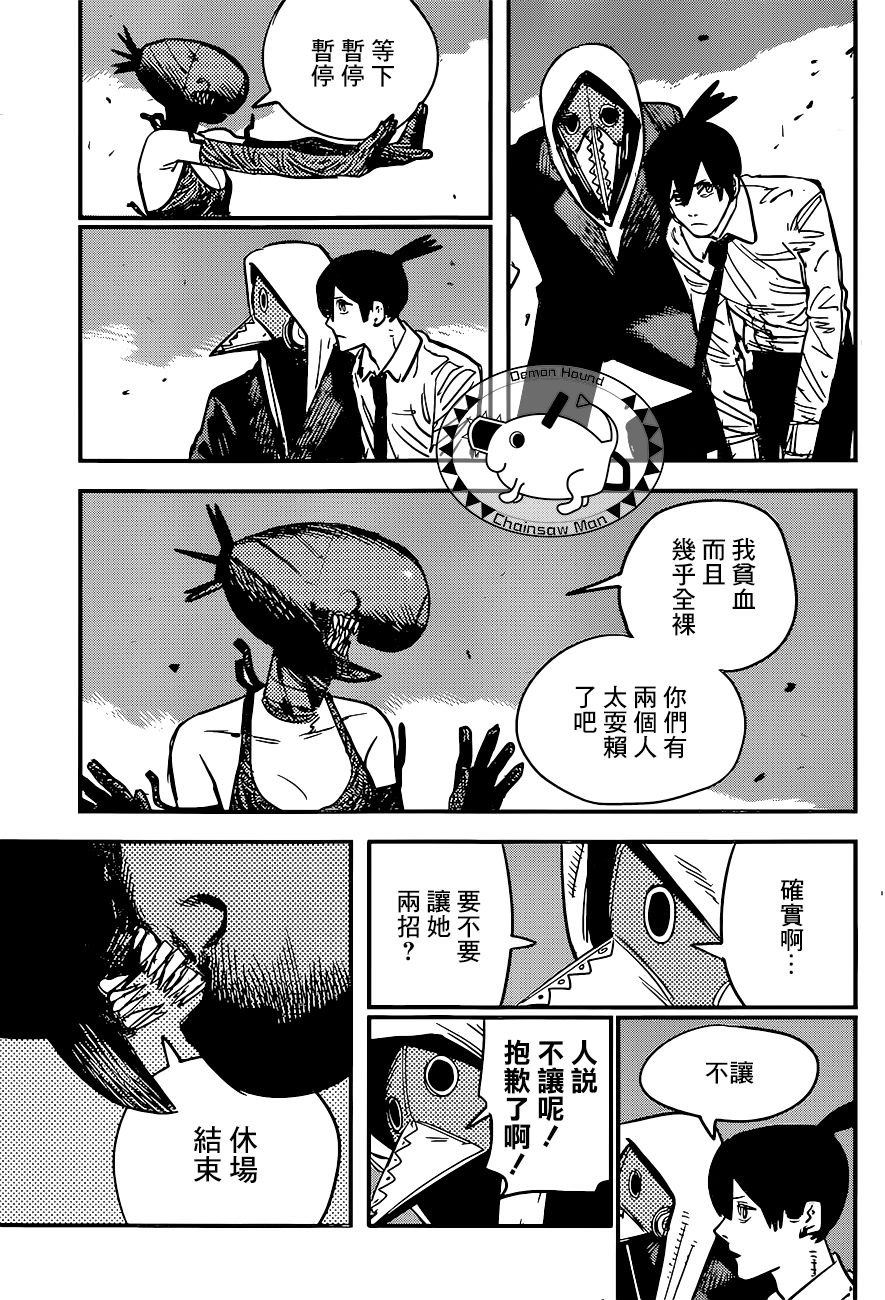 等下
暫停
暫停
我貧血
而且
幾乎全裸
你們有
兩個人
太耍賴
了吧
確實啊…
要不要
讓她
兩招?
不讓
人説
不讓呢!
抱歉了啊!
休場
結束
Demon Hound
Chainsaw Man